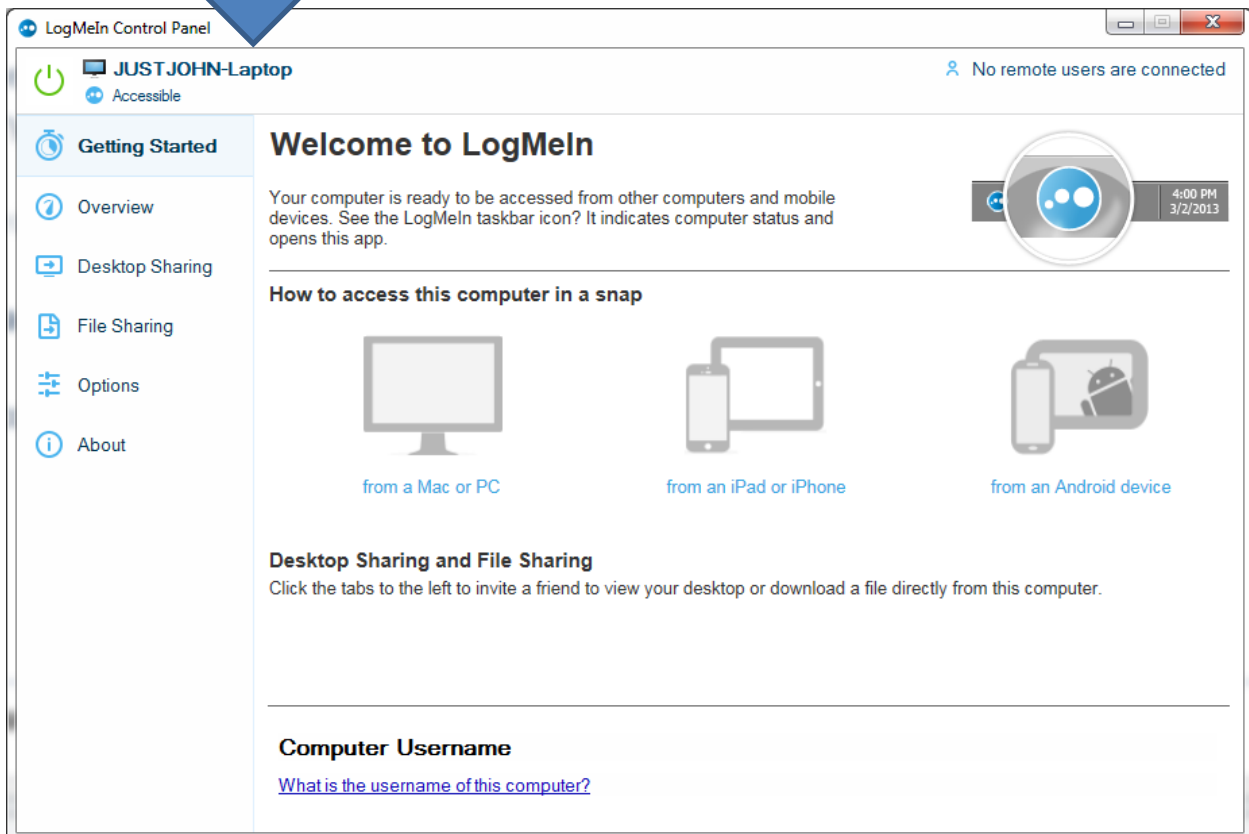 LogMeIn Control Panel
JUSTJOHN-Laptop
Accessible
No remote users are connected
Getting Started
Overview
Desktop Sharing
File Sharing
Options
About
Welcome to LogMeIn
Your computer is ready to be accessed from other computers and mobile
devices. See the LogMeIn taskbar icon? It indicates computer status and
opens this app.
4:00 PM
3/2/2013
How to access this computer in a snap
from a Mac or PC
from an iPad or iPhone
from an Android device
Desktop Sharing and File Sharing
Click the tabs to the left to invite a friend to view your desktop or download a file directly from this computer.
Computer Username
What is the username of this computer?